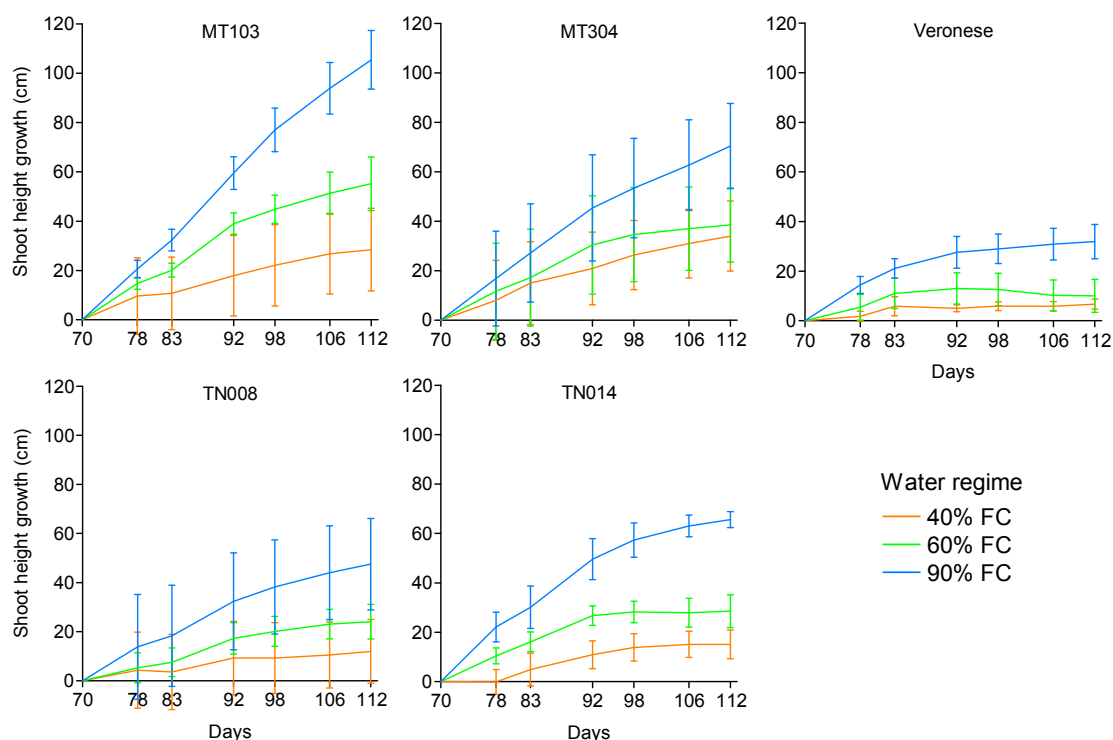 MT103
MT304
Veronese
Shoot height growth (cm)
120
100
80
60
40
20
0
70 78 83 92 98 106 112
120
100
80
60
40
20
0
70 78 83 92 98 106 112
120
100
80
60
40
20
0
70 78 83 92 98 106 112
Days
TN008
TN014
Shoot height growth (cm)
120
100
80
60
40
20
0
70 78 83 92 98 106 112
Days
120
100
80
60
40
20
0
70 78 83 92 98 106 112
Days
Water regime
40% FC
60% FC
90% FC